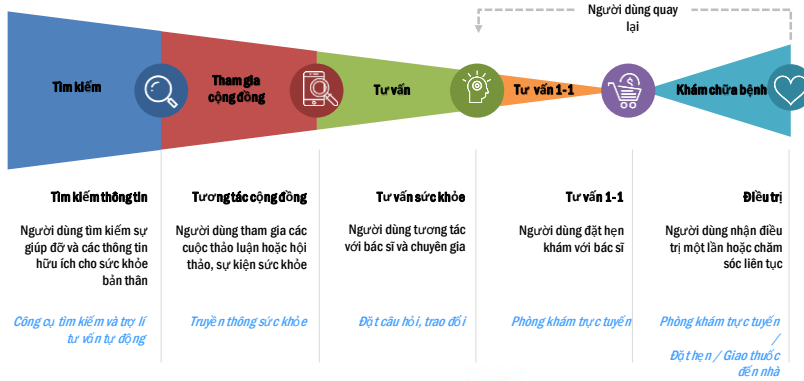 Người dùng quay
lại
Tìm kiếm
Tham gia
cộng đồng
Tư vấn
Tư vấn 1-1
Khám chữa bệnh
Tìm kiếm thông tin
Người dùng tìm kiếm sự
giúp đỡ và các thông tin
hữu ích cho sức khỏe
bản thân
Công cụ tìm kiếm và trợ lí
tư vấn tự động
Tương tác cộng đồng
Người dùng tham gia các
cuộc thảo luận hoặc hội
thảo, sự kiện sức khỏe
Truyền thông sức khỏe
Tư vấn sức khỏe
Người dùng tương tác
với bác sĩ và chuyên gia
Đặt câu hỏi, trao đổi
Tư vấn 1-1
Người dùng đặt hẹn
khám với bác sĩ
Phòng khám trực tuyến
Điều trị
Người dùng nhận điều
trị một lần hoặc chăm
sóc liên tục
Phòng khám trực tuyến
/
Đặt hẹn / Giao thuốc
đến nhà